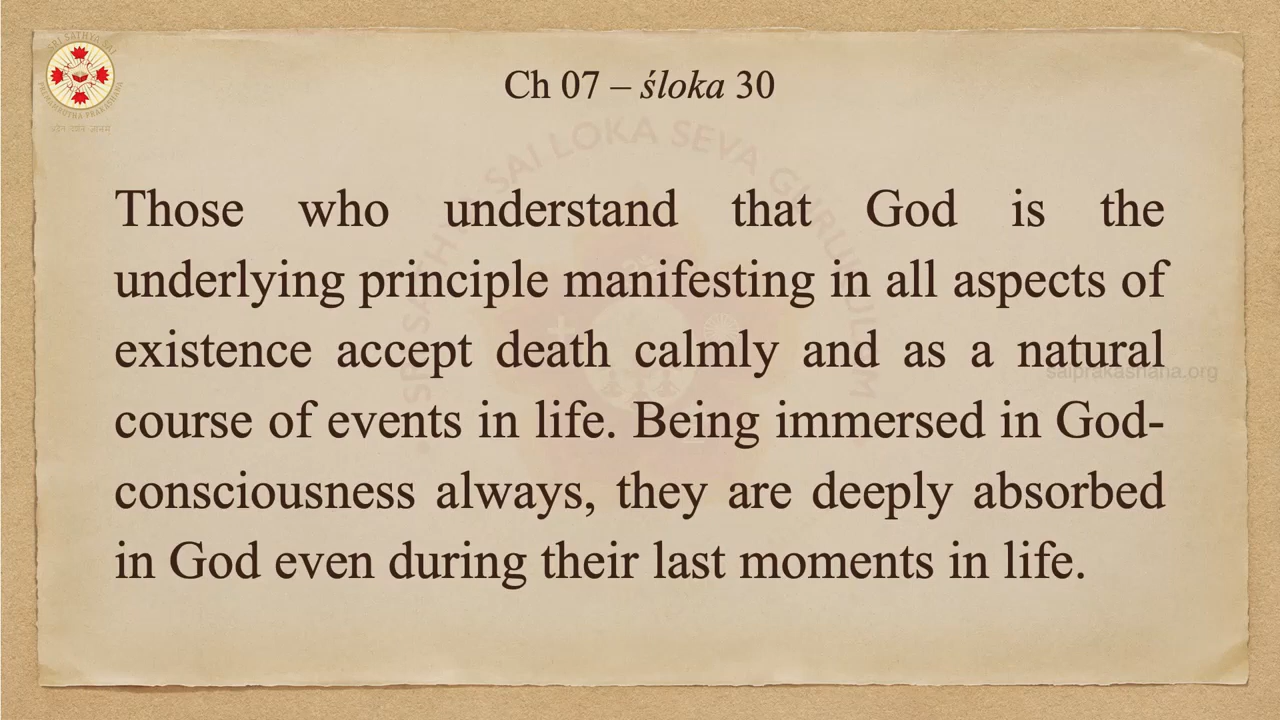 Ch 07 – śloka 30
Those who understand that God is the
underlying principle manifesting in all aspects of
existence accept death calmly and as a natural
course of events in life. Being immersed in God-
consciousness always, they are deeply absorbed
in God even during their last moments in life.
saiprakashana.org